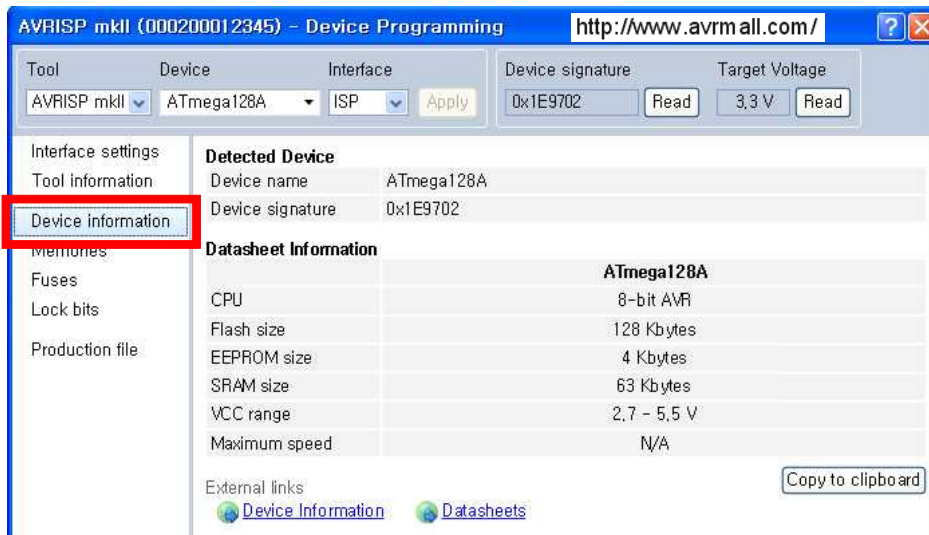 AVRISP mkII (000200012345) - Device Programming
http://www.avrmall.com/
Tool Device Interface Device signature Target Voltage
AVRISP mkII ATmega128A ISP Apply 0x1E9702 Read 3,3 V Read
Interface settings
Tool information
Device information
Memories
Fuses
Lock bits
Production file
Detected Device
Device name ATmega128A
Device signature 0x1E9702
Datasheet Information
ATmega128A
CPU 8-bit AVR
Flash size 128 Kbytes
EEPROM size 4 Kbytes
SRAM size 63 Kbytes
VCC range 2,7 - 5,5 V
Maximum speed N/A
Copy to clipboard
External links
Device Information Datasheets